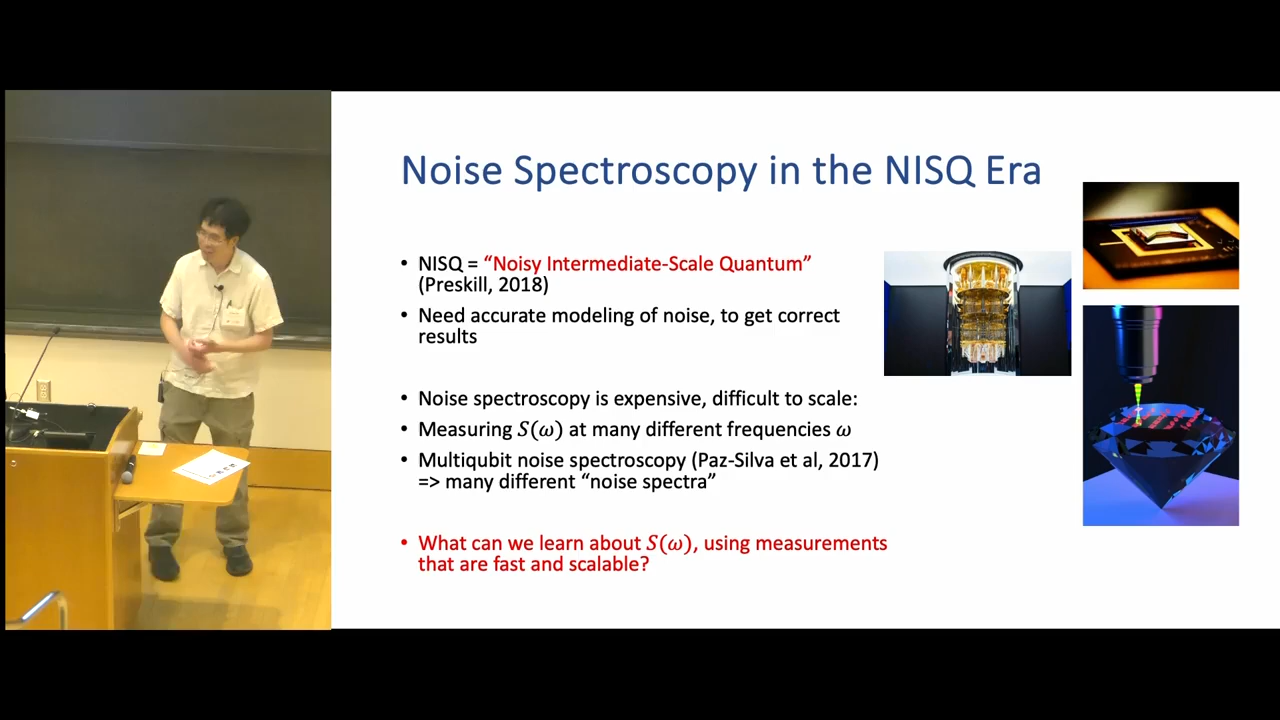 Noise Spectroscopy in the NISQ Era
• NISQ = “Noisy Intermediate-Scale Quantum”
(Preskill, 2018)
• Need accurate modeling of noise, to get correct
results
• Noise spectroscopy is expensive, difficult to scale:
• Measuring S(ω) at many different frequencies ω
• Multiqubit noise spectroscopy (Paz-Silva et al, 2017)
=> many different “noise spectra”
• What can we learn about S(ω), using measurements
that are fast and scalable?